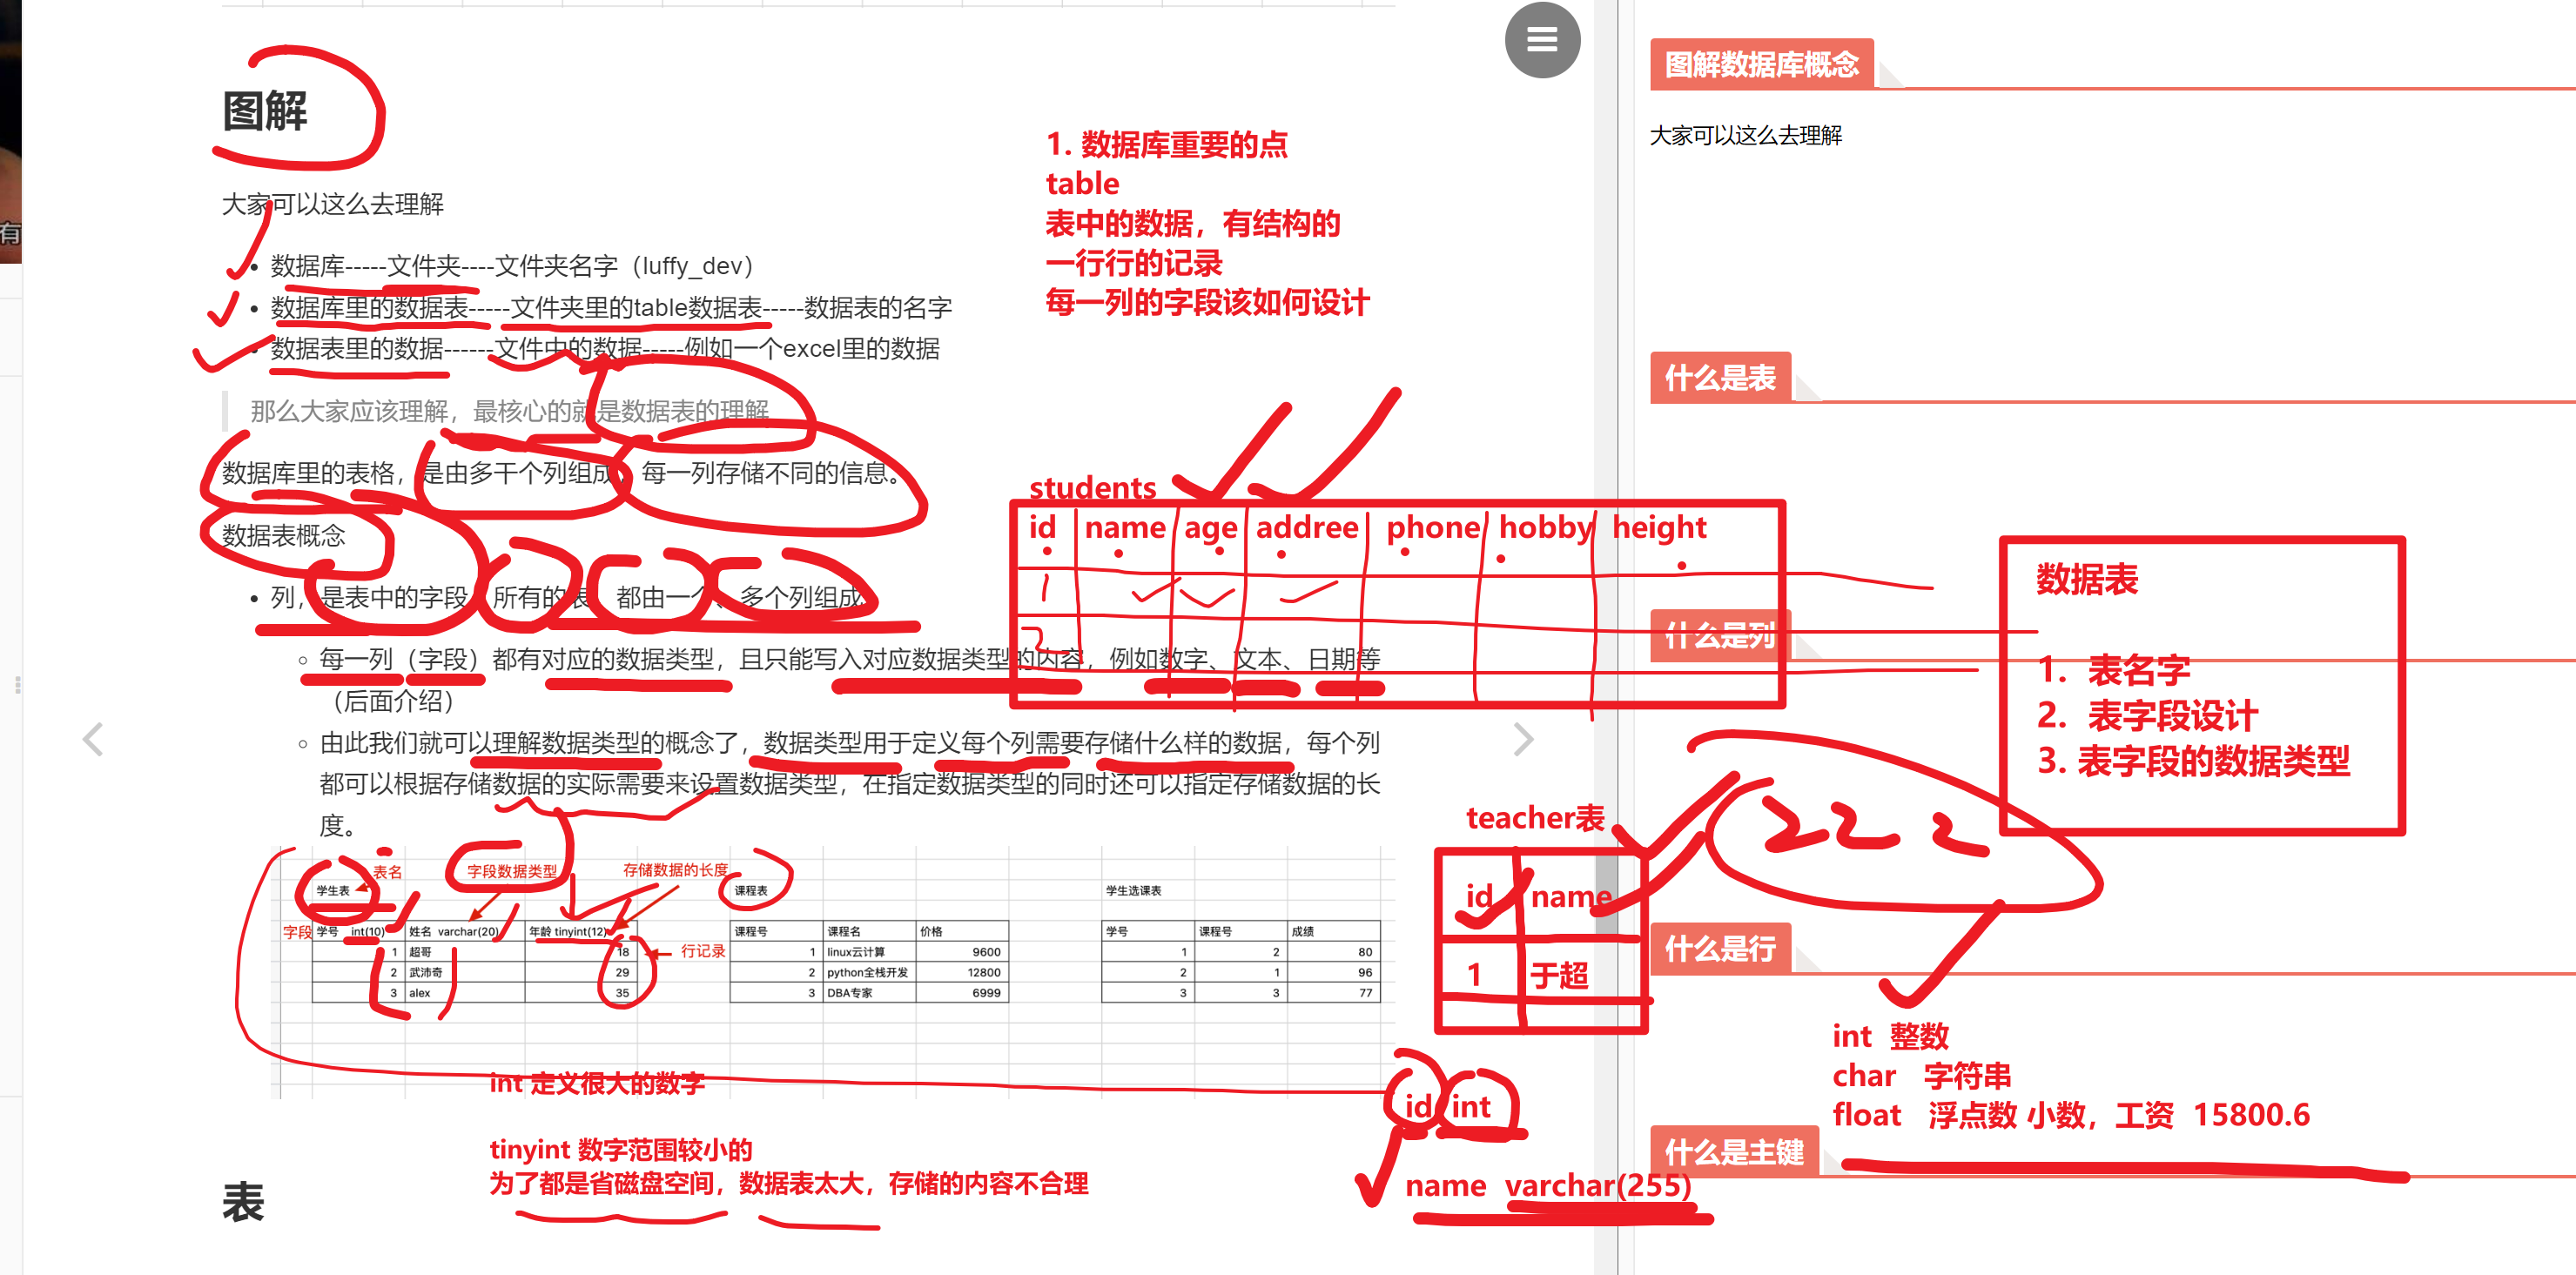 有
图解
大家可以这么去理解
数据库-----文件夹----文件夹名字（luffy_dev）
数据库里的数据表-----文件夹里的table数据表-----数据表的名字
数据表里的数据------文件中的数据-----例如一个excel里的数据
那么大家应该理解，最核心的就是数据表的理解
数据库里的表格，是由多干个列组成，每一列存储不同的信息。
数据表概念
列，是表中的字段，所有的表，都由一个、多个列组成
每一列（字段）都有对应的数据类型，且只能写入对应数据类型的内容，例如数字、文本、日期等
（后面介绍）
由此我们就可以理解数据类型的概念了，数据类型用于定义每个列需要存储什么样的数据，每个列
都可以根据存储数据的实际需要来设置数据类型，在指定数据类型的同时还可以指定存储数据的长
度。
1. 数据库重要的点
table
表中的数据，有结构的
一行行的记录
每一列的字段该如何设计
students
id name age addree phone hobby height
1
2
表名
字段数据类型
存储数据的长度
学生表
字段
学号 int(10) 姓名 varchar(20) 年龄 tinyint(12)
1 超哥 18
2 武沛奇 29
3 alex 35
行记录
课程表
课程号 课程名 价格
1 linux云计算 9600
2 python全栈开发 12800
3 DBA专家 6999
学生选课表
学号 课程号 成绩
1 2 80
2 1 96
3 3 77
int 定义很大的数字
tinyint 数字范围较小的
为了都是省磁盘空间，数据表太大，存储的内容不合理
表
teacher表
id name
1 于超
id int
name varchar(255)
图解数据库概念
大家可以这么去理解
什么是表
什么是列
数据表
1. 表名字
2. 表字段设计
3. 表字段的数据类型
22 2
什么是行
int 整数
char 字符串
float 浮点数 小数，工资 15800.6
什么是主键